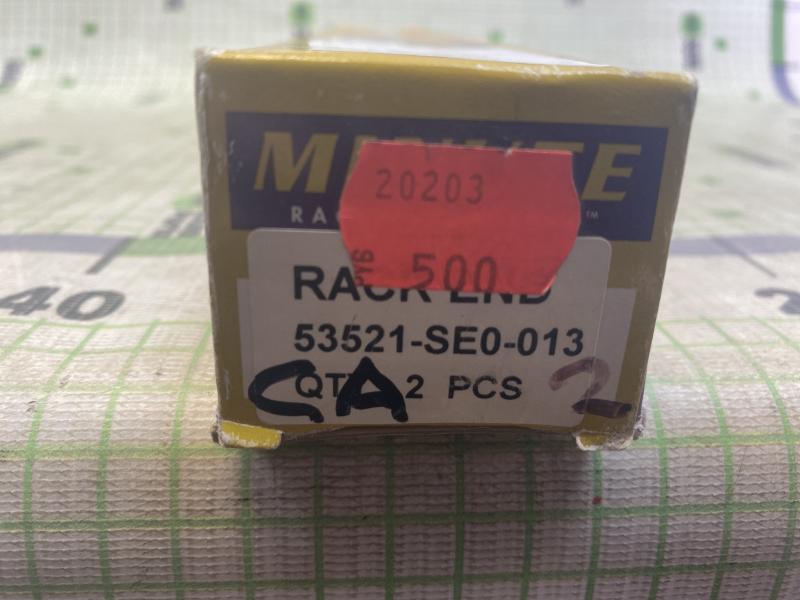 20203
500
RACK END
53521-SE0-013
QTY 2 PCS
CA 2
40